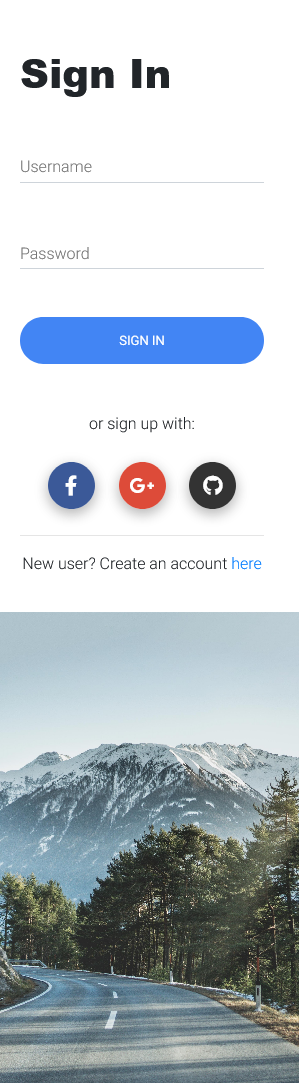 Sign In
Username
Password
SIGN IN
or sign up with:
f
G+
New user? Create an account here